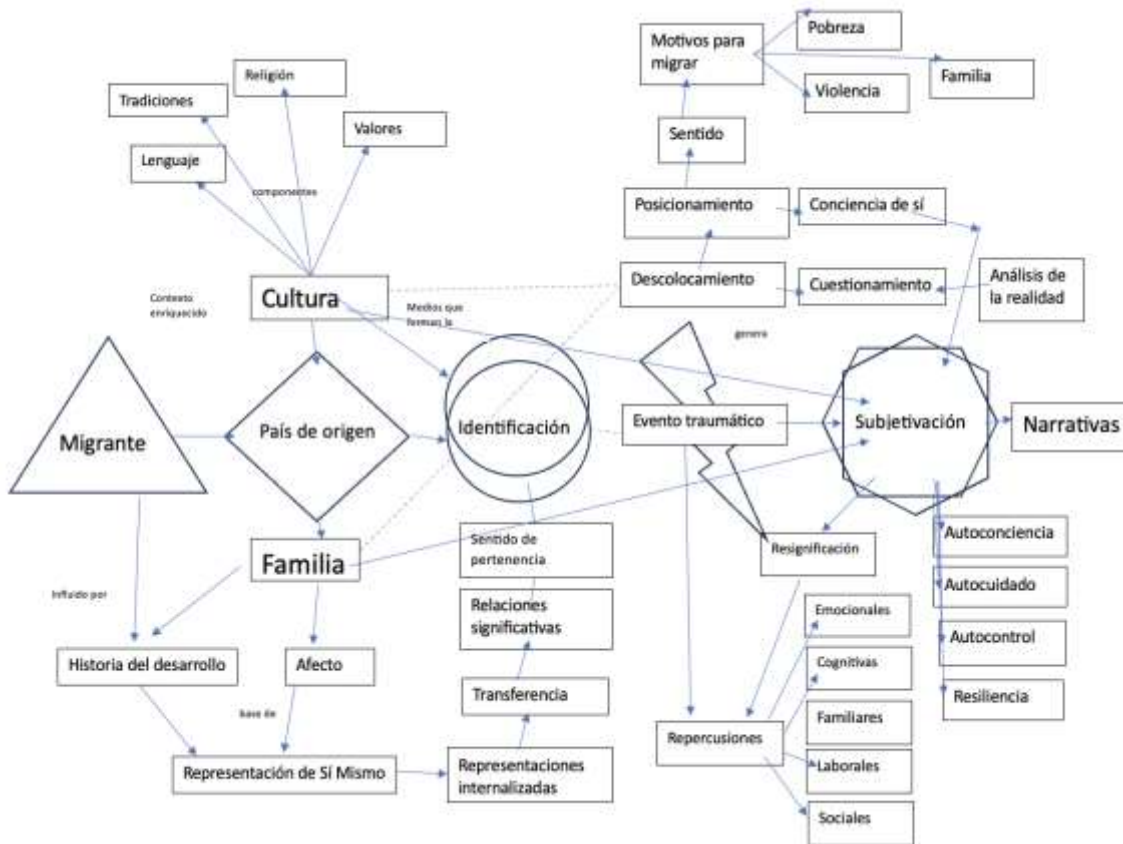 Pobreza
Motivos para
migrar
Religión
Familia
Tradiciones
Violencia
Valores
Sentido
Lenguaje
componentes
Posicionamiento
Conciencia de sí
Descolocamiento
Cuestionamiento
Análisis de
la realidad
Cultura
Contexto
enriquecido
Medios que
forman la
genera
Migrante
País de origen
Identificación
Evento traumático
Subjetivación
Narrativas
Sentido de
pertenencia
Resignificación
Autoconciencia
Familia
Autocuidado
Influido por
Relaciones
significativas
Emocionales
Autocontrol
Historia del desarrollo
Afecto
Cognitivas
Transferencia
Resiliencia
base de
Familiares
Repercusiones
Representación de Sí Mismo
Representaciones
internalizadas
Laborales
Sociales